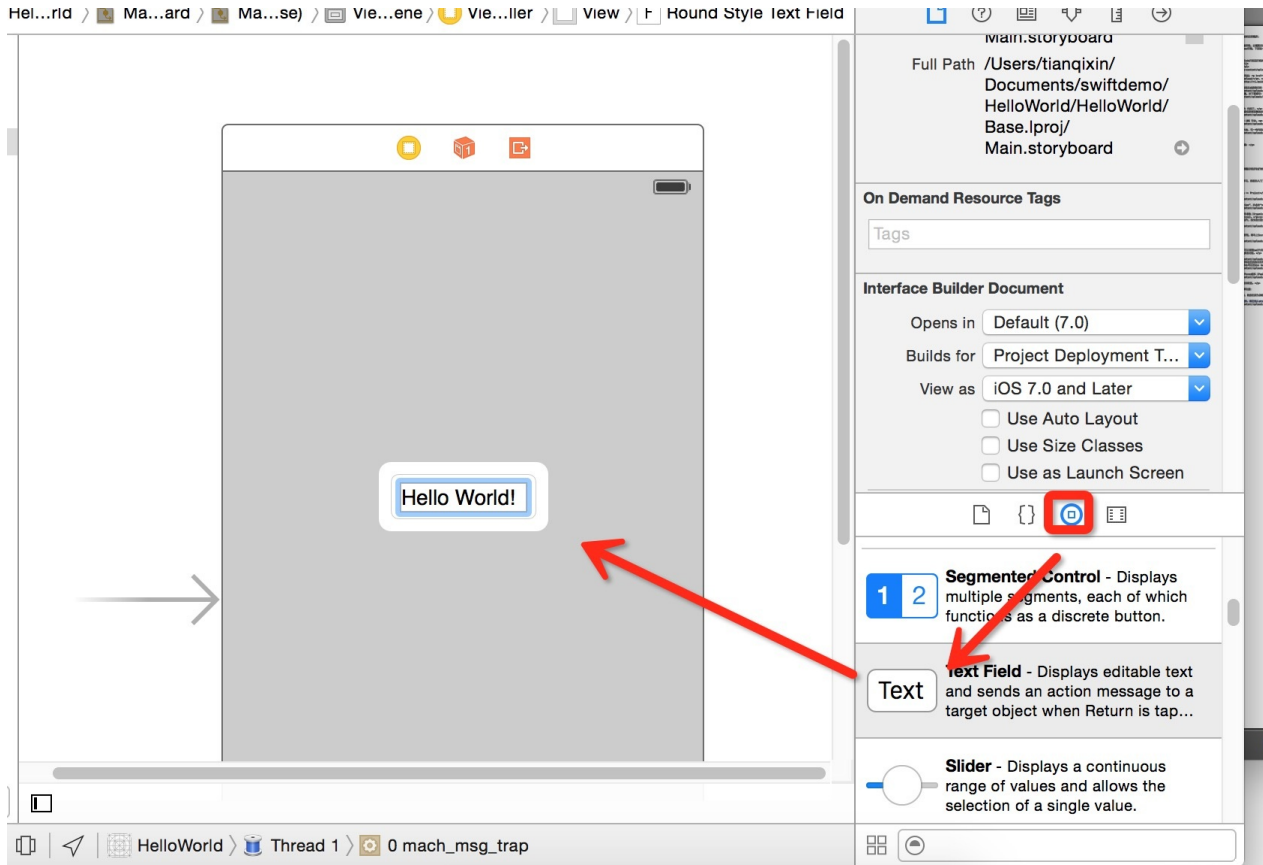 Hel...rld 〉 Ma...ard 〉 Ma...se) 〉 Vie...ene 〉 Vie...ller 〉 View 〉 F Round Style Text Field
Main.storyboard
Full Path /Users/tianqixin/
Documents/swiftdemo/
HelloWorld/HelloWorld/
Base.lproj/
Main.storyboard
On Demand Resource Tags
Tags
Interface Builder Document
Opens in Default (7.0)
Builds for Project Deployment T...
View as iOS 7.0 and Later
Use Auto Layout
Use Size Classes
Use as Launch Screen
Hello World!
{}
1 2
Segmented Control - Displays
multiple segments, each of which
functions as a discrete button.
Text
Text Field - Displays editable text
and sends an action message to a
target object when Return is tap...
Slider - Displays a continuous
range of values and allows the
selection of a single value.
HelloWorld 〉 Thread 1 〉 0 mach_msg_trap